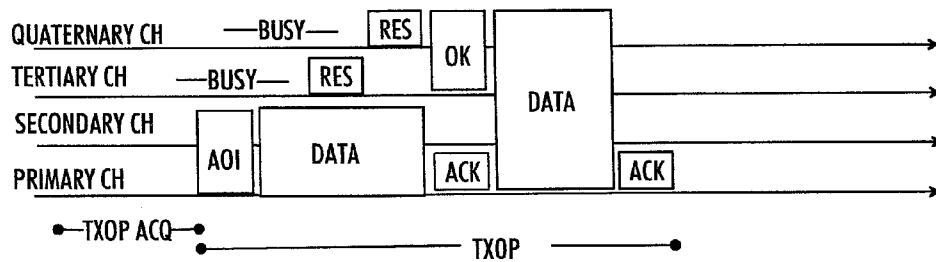 QUATERNARY CH
BUSY
RES
OK
TERTIARY CH
BUSY
RES
DATA
SECONDARY CH
AOI
DATA
PRIMARY CH
ACK
ACK
TXOP ACQ
TXOP